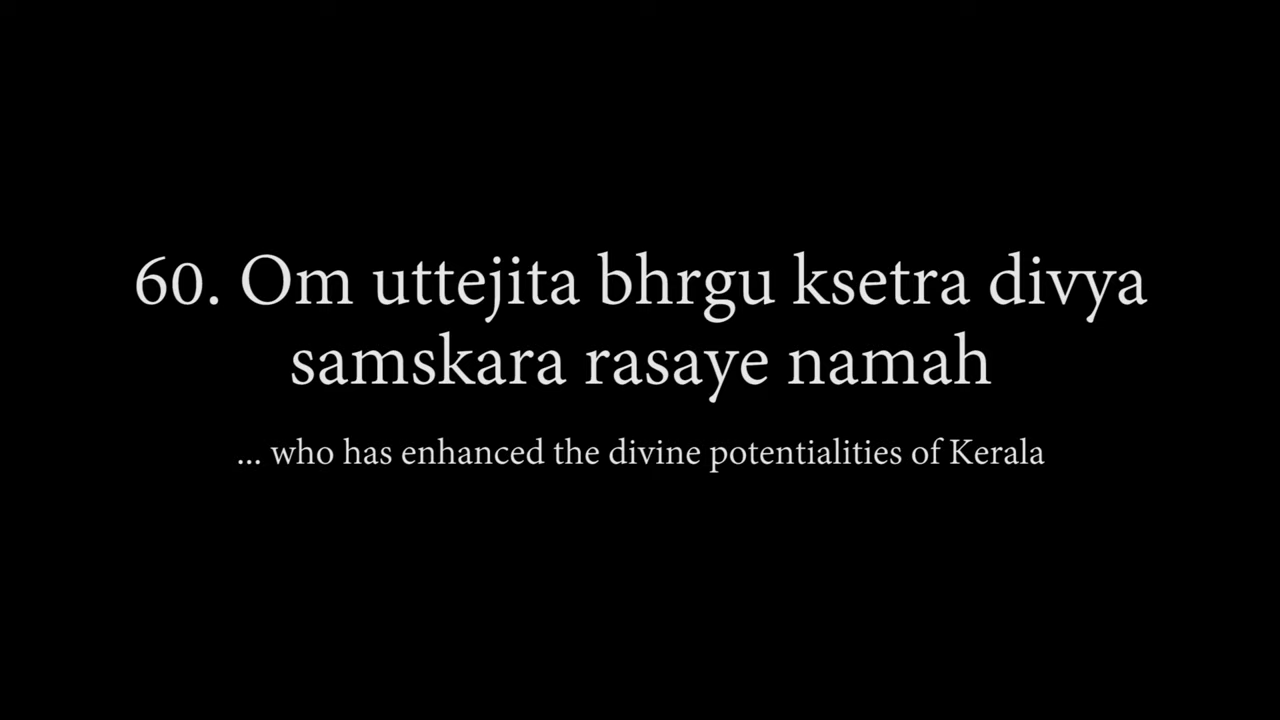 60. Om uttejita bhrgu ksetra divya
samskara rasaye namah
... who has enhanced the divine potentialities of Kerala